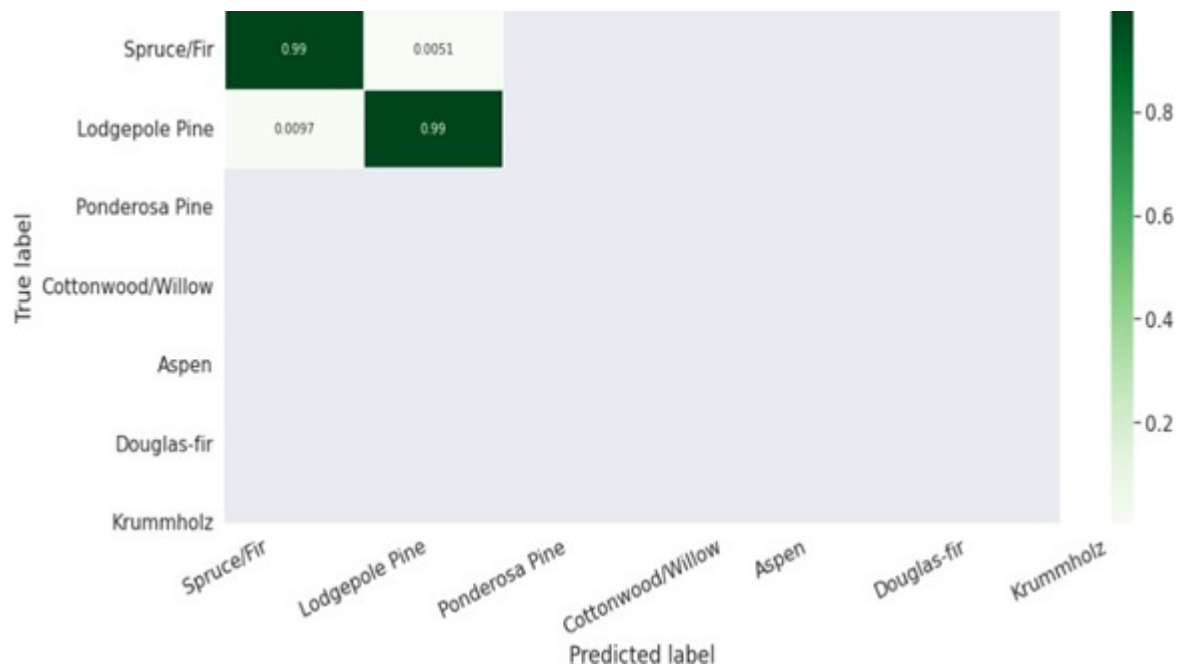 Spruce/Fir
0.99
0.0051
0.8
Lodgepole Pine
0.0097
0.99
Ponderosa Pine
0.6
True label
Cottonwood/Willow
0.4
Aspen
Douglas-fir
0.2
Krummholz
Spruce/Fir
Lodgepole Pine
Ponderosa Pine
Cottonwood/Willow
Aspen
Douglas-fir
Krummholz
Predicted label